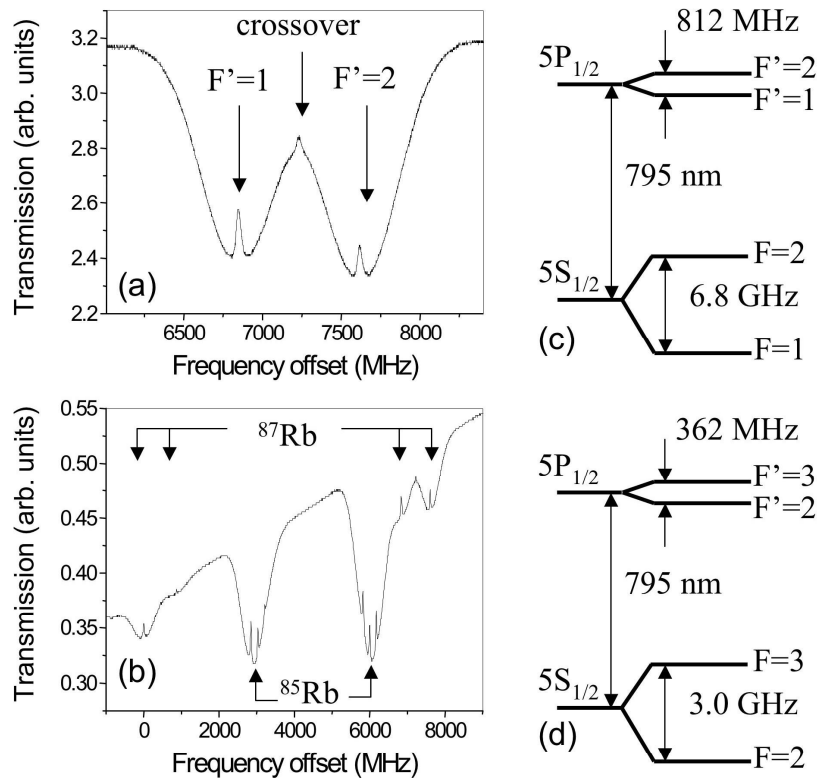 crossover
F'=1
F'=2
3.2
3.0
2.8
2.6
2.4
2.2
Transmission (arb. units)
(a)
6500
7000
7500
8000
Frequency offset (MHz)
812 MHz
5P1/2
F'=2
F'=1
795 nm
F=2
5S1/2
6.8 GHz
(c)
F=1
0.55
0.50
0.45
0.40
0.35
0.30
Transmission (arb. units)
87Rb
85Rb
(b)
0
2000
4000
6000
8000
Frequency offset (MHz)
362 MHz
5P1/2
F'=3
F'=2
795 nm
F=3
5S1/2
3.0 GHz
(d)
F=2